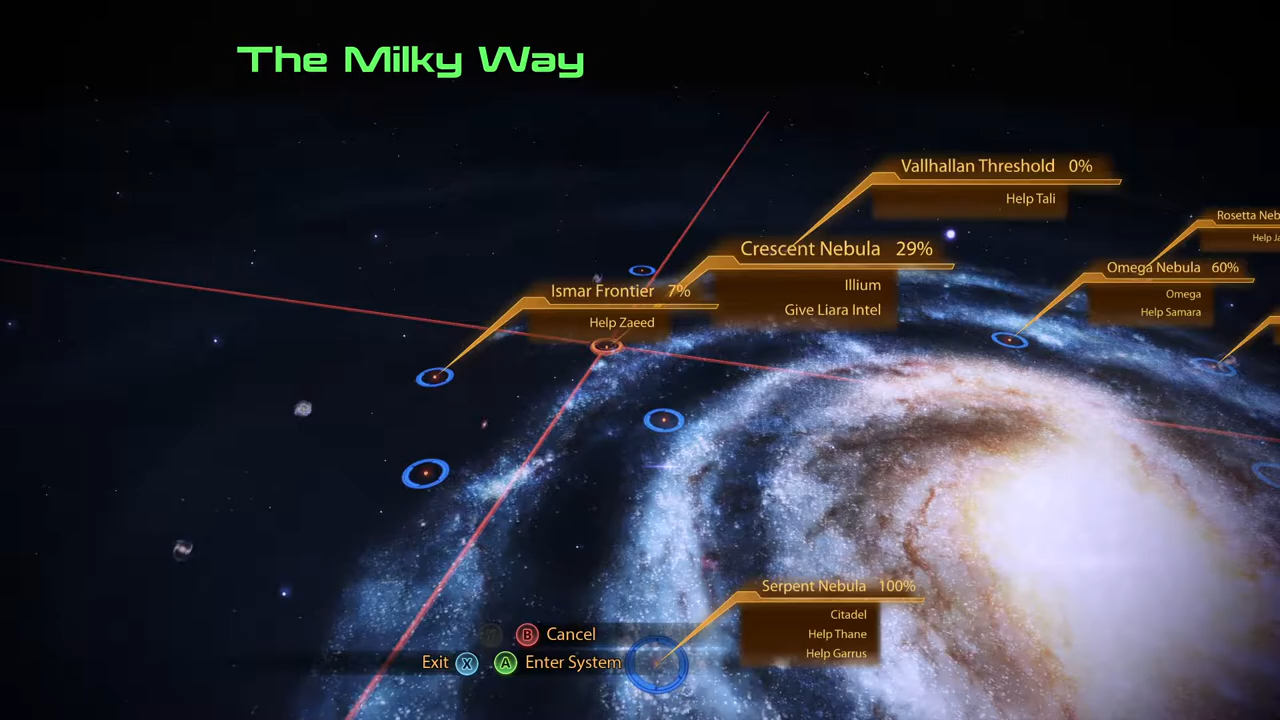 The Milky Way
Vallhallan Threshold 0%
Help Tali
Rosetta Neb
Help Ja
Crescent Nebula 29%
Illium
Give Liara Intel
Omega Nebula 60%
Omega
Help Samara
Ismar Frontier 7%
Help Zaeed
Serpent Nebula 100%
Citadel
Help Thane
Help Garrus
B Cancel
Exit X A Enter System